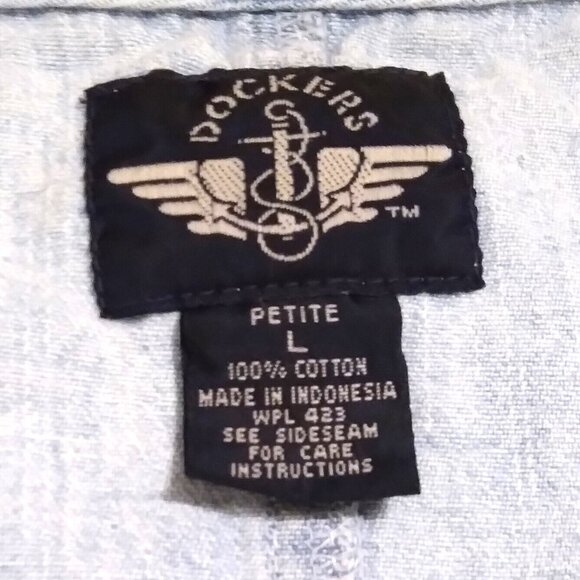 DOCKERS
TM
PETITE
L
100% COTTON
MADE IN INDONESIA
WPL 423
SEE SIDESEAM
FOR CARE
INSTRUCTIONS